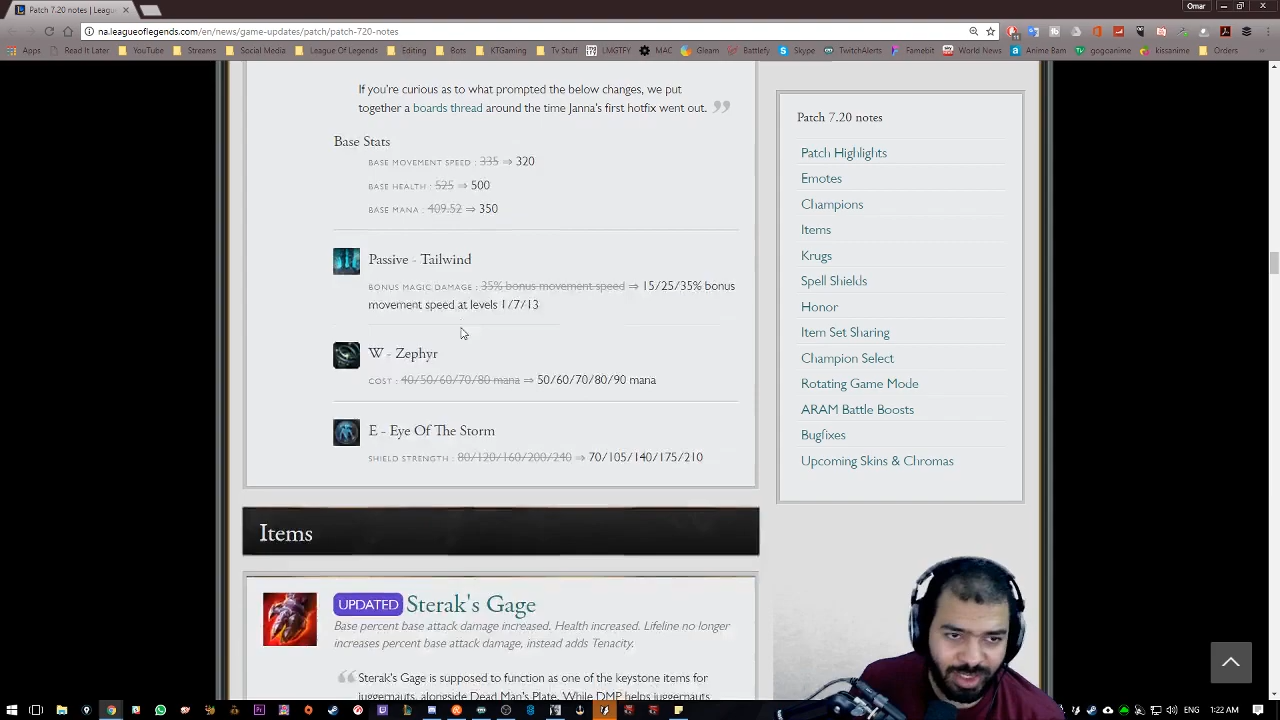 Patch 7.20 notes | Leagu
Omar
na.leagueoflegends.com/en/news/game-updates/patch/patch-720-notes
Apps Read It Later YouTube Streams Social Media League Of Legends Editing Bots KTGaming Tv Stuff LMGTFY MAC Gleam Battlefy Skype TwitchAlerts Famebit World News Anime Bam gogoanime kissanime Orders
If you're curious as to what prompted the below changes, we put
together a boards thread around the time Janna's first hotfix went out.
Base Stats
BASE MOVEMENT SPEED : 335 ⇒ 320
BASE HEALTH : 525 ⇒ 500
BASE MANA : 409.52 ⇒ 350
Passive - Tailwind
BONUS MAGIC DAMAGE : 35% bonus movement speed ⇒ 15/25/35% bonus
movement speed at levels 1/7/13
W - Zephyr
COST : 40/50/60/70/80 mana ⇒ 50/60/70/80/90 mana
E - Eye Of The Storm
SHIELD STRENGTH : 80/120/160/200/240 ⇒ 70/105/140/175/210
Items
UPDATED Sterak's Gage
Base percent base attack damage increased. Health increased. Lifeline no longer
increases percent base attack damage, instead adds Tenacity.
Sterak's Gage is supposed to function as one of the keystone items for
juggernauts, alongside Dead Man's Plate. While DMP helps juggernauts
Patch 7.20 notes
Patch Highlights
Emotes
Champions
Items
Krugs
Spell Shields
Honor
Item Set Sharing
Champion Select
Rotating Game Mode
ARAM Battle Boosts
Bugfixes
Upcoming Skins & Chromas
1:22 AM